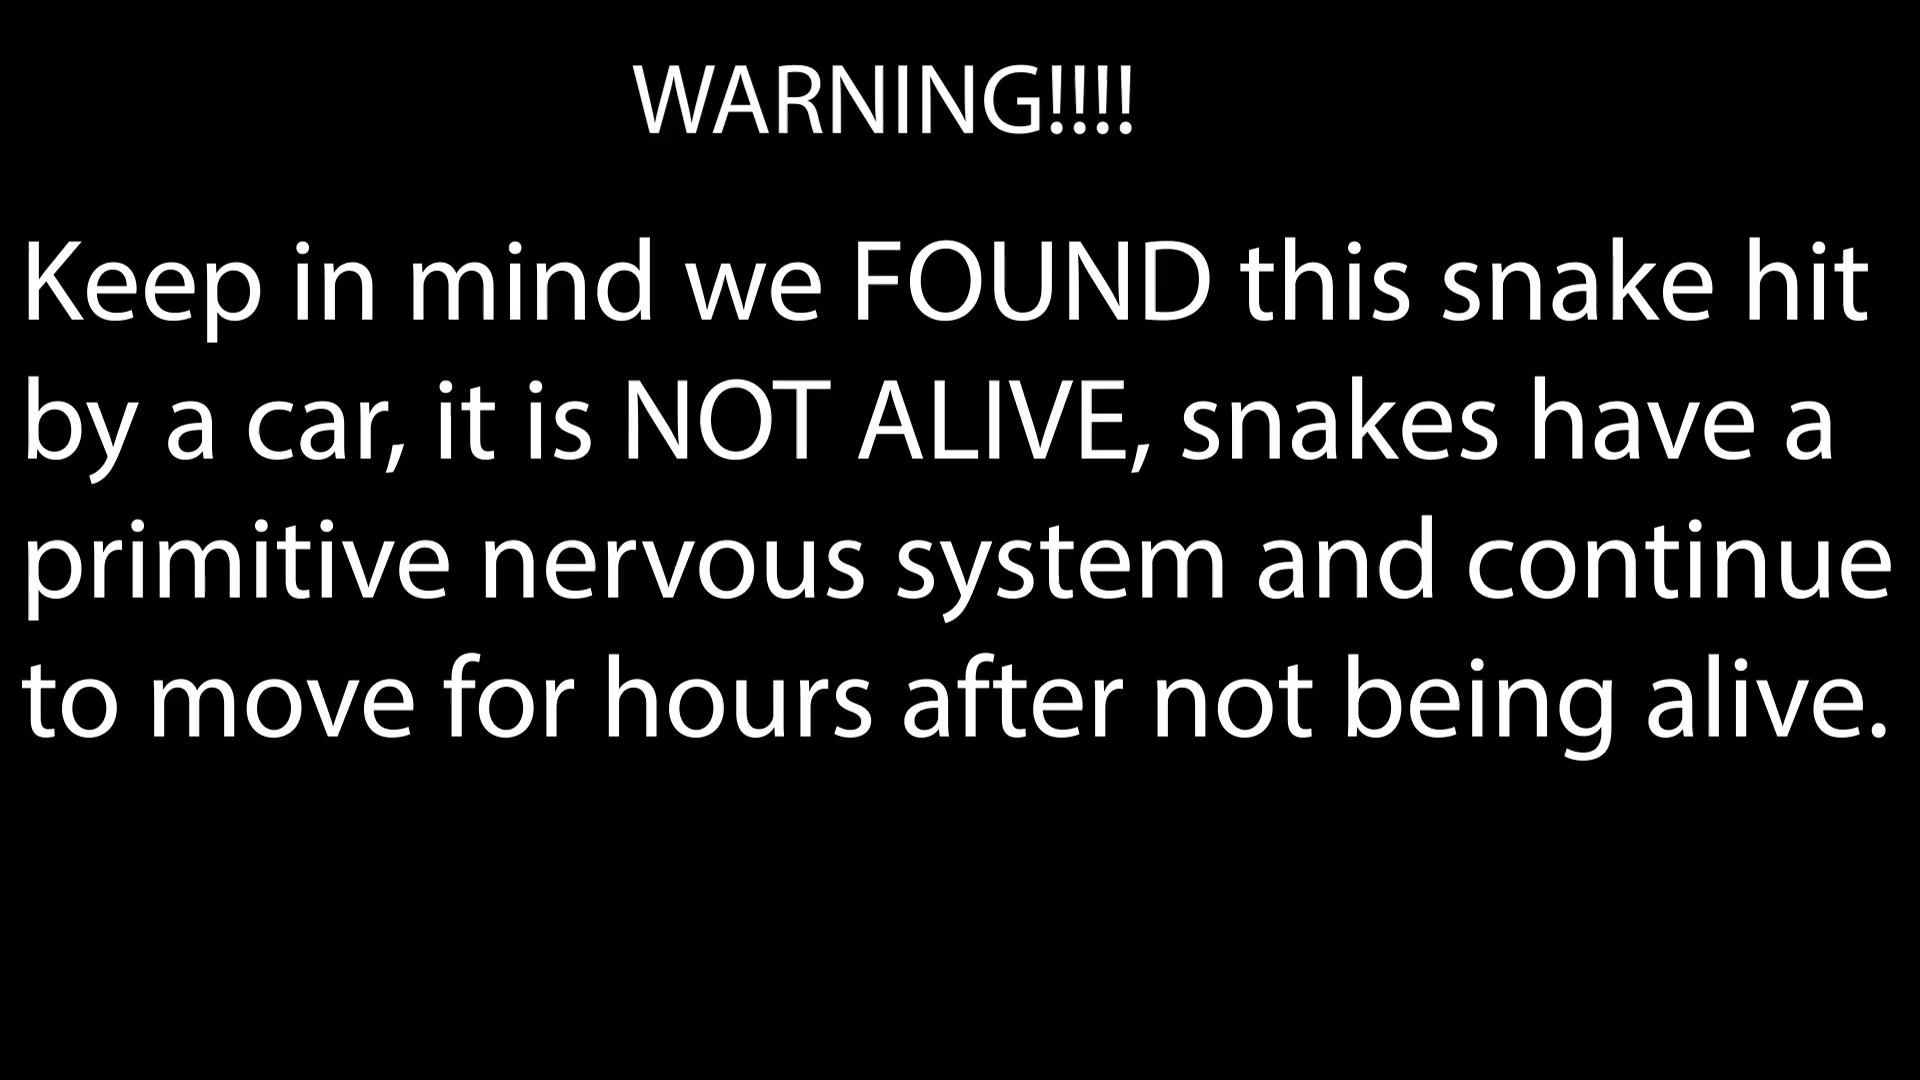 WARNING!!!!
Keep in mind we FOUND this snake hit
by a car, it is NOT ALIVE, snakes have a
primitive nervous system and continue
to move for hours after not being alive.